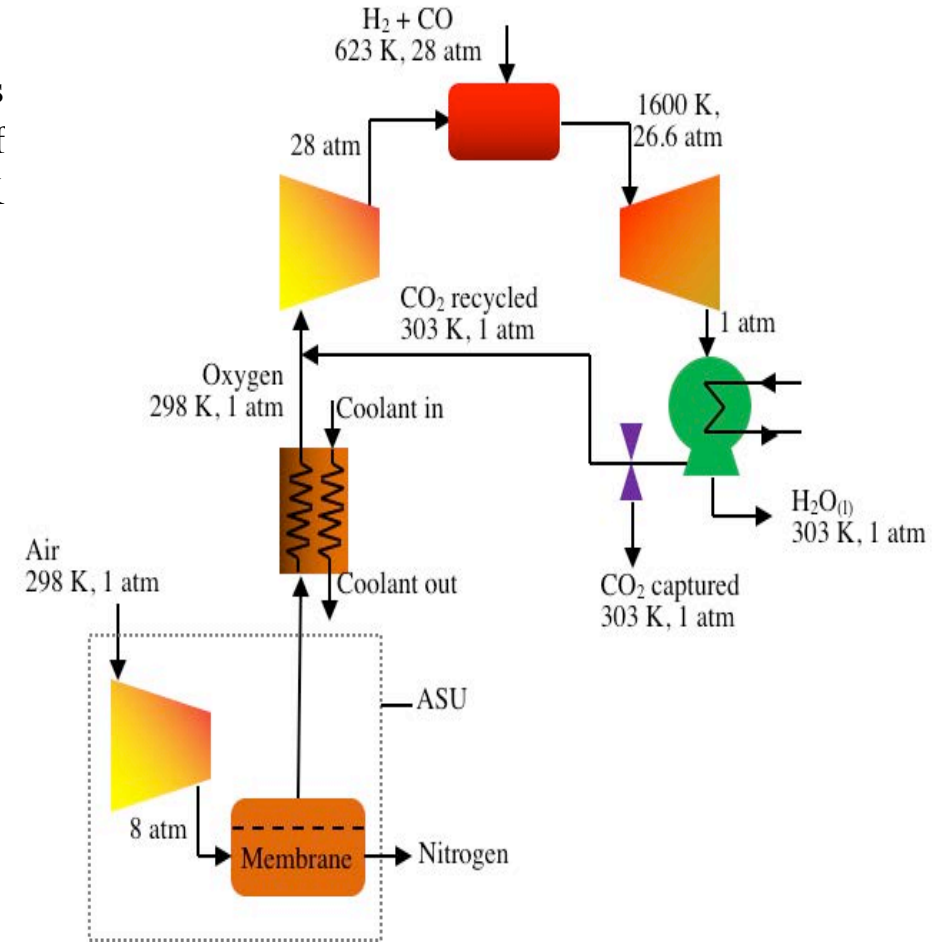 H₂ + CO
623 K, 28 atm
s
f
1600 K,
26.6 atm
28 atm
CO₂ recycled
303 K, 1 atm
1 atm
Oxygen
298 K, 1 atm
Coolant in
H₂O(l)
303 K, 1 atm
Air
298 K, 1 atm
Coolant out
CO₂ captured
303 K, 1 atm
ASU
8 atm
Membrane
Nitrogen